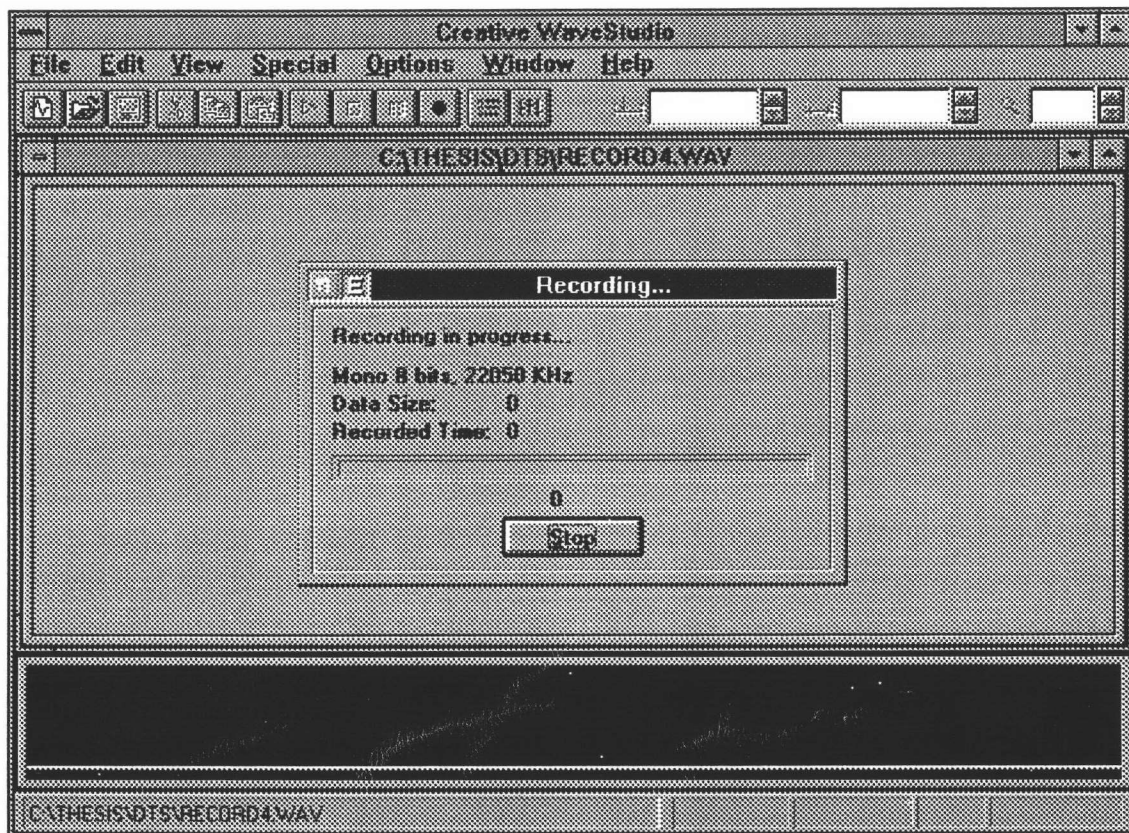 Creative WaveStudio
File Edit View Special Options Window Help
C:\THESIS\DTS\RECORD4.WAV
Recording...
Recording in progress...
Mono 8 bits, 22050 KHz
Data Size: 0
Recorded Time: 0
0
Stop
C:\THESIS\DTS\RECORD4.WAV